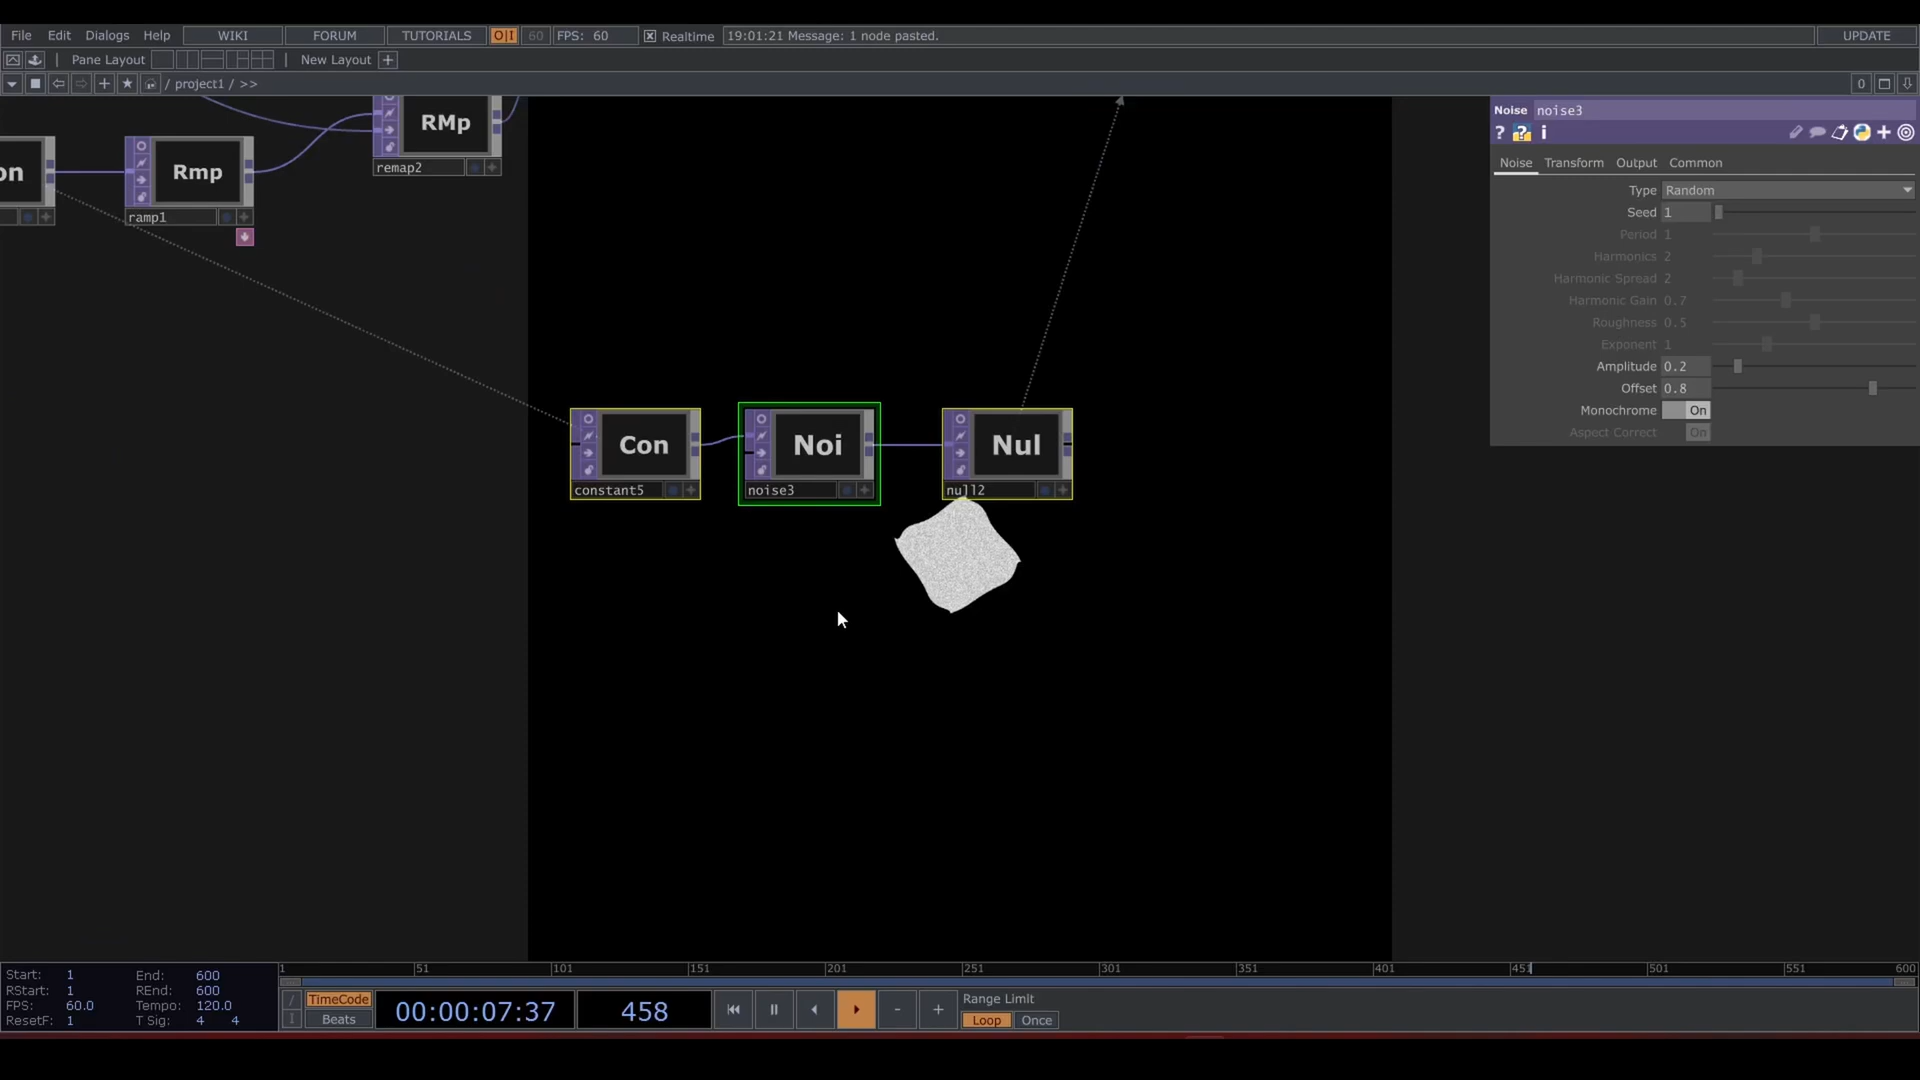 File Edit Dialogs Help WIKI FORUM TUTORIALS O|I 60 FPS: 60 Realtime 19:01:21 Message: 1 node pasted. UPDATE
Pane Layout New Layout +
/ project1 / >> 0
Noise noise3
? ? i
Noise Transform Output Common
Type Random
Seed 1
Period 1
Harmonics 2
Harmonic Spread 2
Harmonic Gain 0.7
Roughness 0.5
Exponent 1
Amplitude 0.2
Offset 0.8
Monochrome On
Aspect Correct On
RMp
remap2
on
Rmp
ramp1
Con
constant5
Noi
noise3
Nul
null2
1 51 101 151 201 251 301 351 401 451 501 551 600
Start: 1 End: 600
RStart: 1 REnd: 600
FPS: 60.0 Tempo: 120.0
ResetF: 1 T Sig: 4 4
TimeCode
Beats
00:00:07:37
458
Range Limit
Loop Once